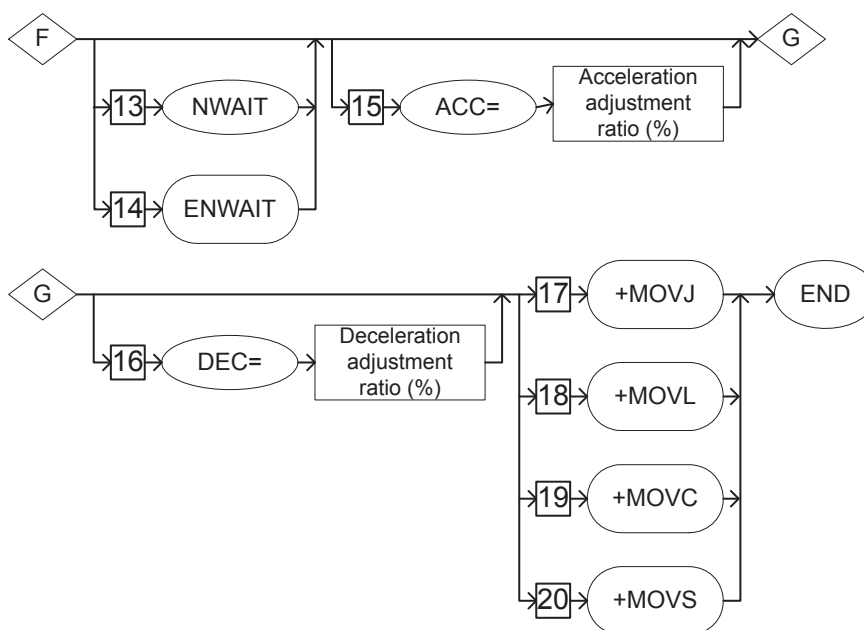 F
G
13
NWAIT
15
ACC=
Acceleration
adjustment
ratio (%)
14
ENWAIT
G
17
+MOVJ
END
16
DEC=
Deceleration
adjustment
ratio (%)
18
+MOVL
19
+MOVC
20
+MOVS